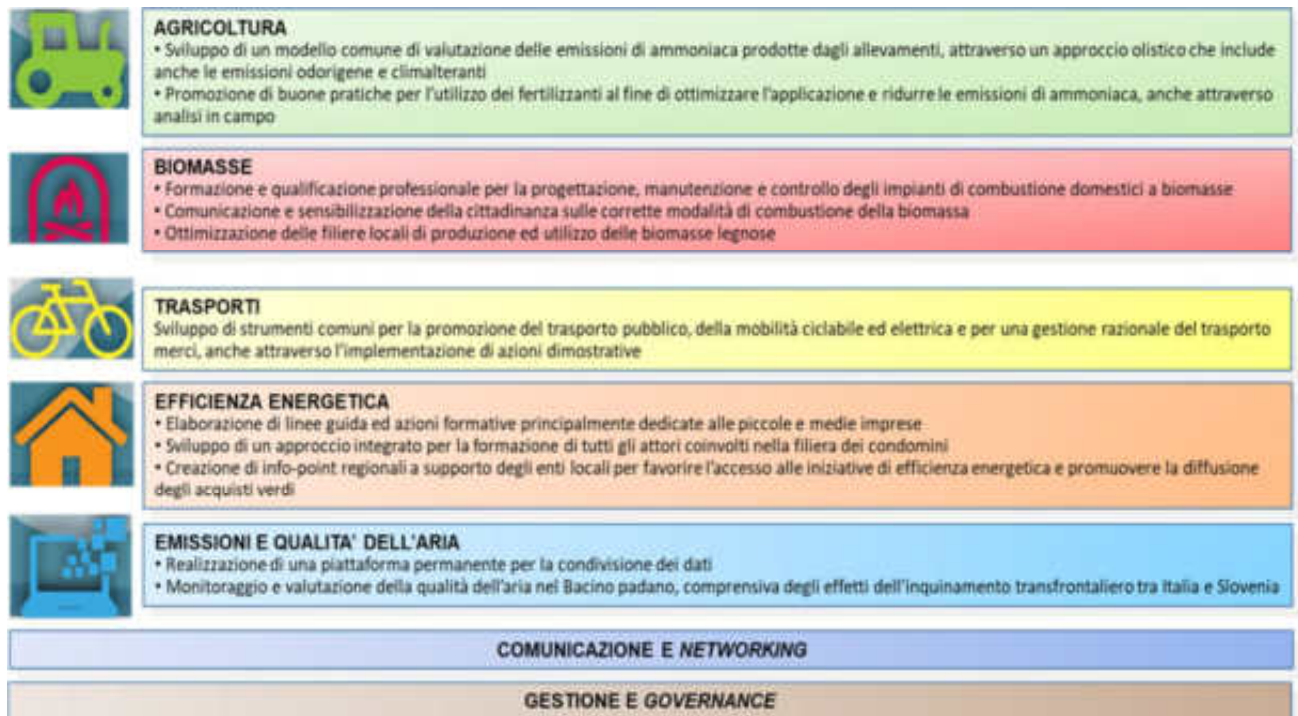 AGRICOLTURA
• Sviluppo di un modello comune di valutazione delle emissioni di ammoniaca prodotte dagli allevamenti, attraverso un approccio olistico che include
anche le emissioni odorigene e climalteranti
• Promozione di buone pratiche per l'utilizzo dei fertilizzanti al fine di ottimizzare l'applicazione e ridurre le emissioni di ammoniaca, anche attraverso
analisi in campo
BIOMASSE
• Formazione e qualificazione professionale per la progettazione, manutenzione e controllo degli impianti di combustione domestici a biomasse
• Comunicazione e sensibilizzazione della cittadinanza sulle corrette modalità di combustione della biomassa
• Ottimizzazione delle filiere locali di produzione ed utilizzo delle biomasse legnose
TRASPORTI
Sviluppo di strumenti comuni per la promozione del trasporto pubblico, della mobilità ciclabile ed elettrica e per una gestione razionale del trasporto
merci, anche attraverso l'implementazione di azioni dimostrative
EFFICIENZA ENERGETICA
• Elaborazione di linee guida ed azioni formative principalmente dedicate alle piccole e medie imprese
• Sviluppo di un approccio integrato per la formazione di tutti gli attori coinvolti nella filiera dei condomini
• Creazione di info-point regionali a supporto degli enti locali per favorire l'accesso alle iniziative di efficienza energetica e promuovere la diffusione
degli acquisti verdi
EMISSIONI E QUALITA' DELL'ARIA
• Realizzazione di una piattaforma permanente per la condivisione dei dati
• Monitoraggio e valutazione della qualità dell'aria nel Bacino padano, comprensiva degli effetti dell'inquinamento transfrontaliero tra Italia e Slovenia
COMUNICAZIONE E NETWORKING
GESTIONE E GOVERNANCE